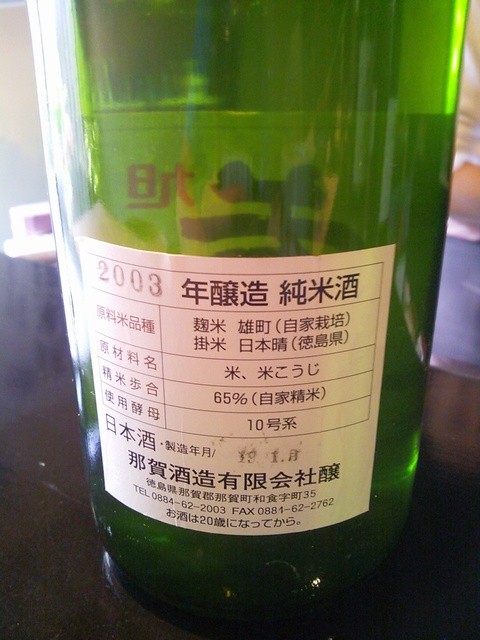 2003 年醸造 純米酒
原料米品種 麹米 雄町(自家栽培)
掛米 日本晴(徳島県)
原材料名 米、米こうじ
精米歩合 65%(自家精米)
使用酵母 10号系
日本酒・製造年月/
那賀酒造有限会社醸
徳島県那賀郡那賀町和食字町35
TEL 0884-62-2003 FAX 0884-62-2762
お酒は20歳になってから。
旭